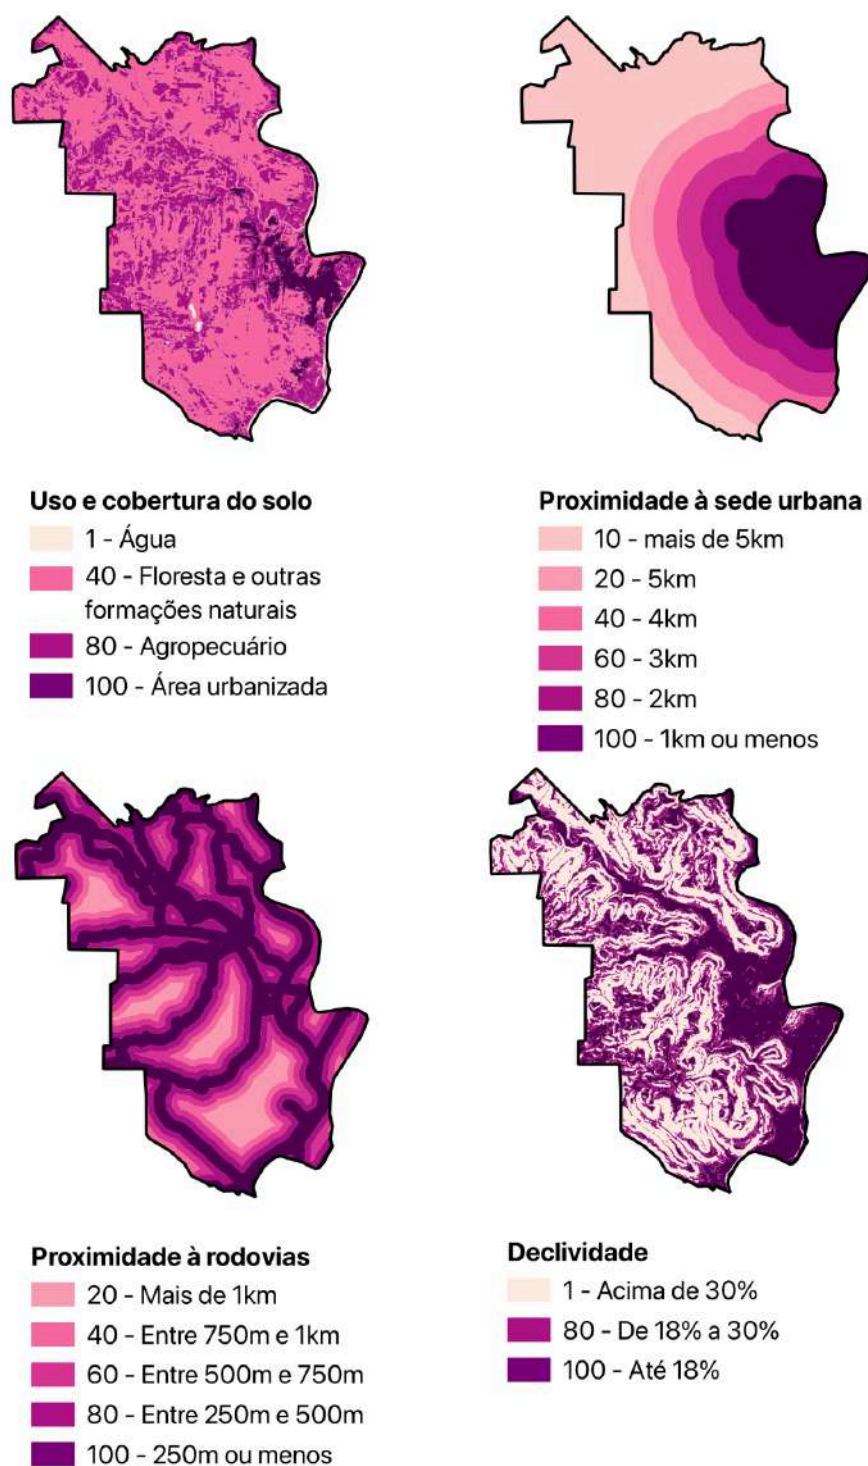 Uso e cobertura do solo
1 - Água
40 - Floresta e outras
formações naturais
80 - Agropecuário
100 - Área urbanizada
Proximidade à sede urbana
10 - mais de 5km
20 - 5km
40 - 4km
60 - 3km
80 - 2km
100 - 1km ou menos
Proximidade à rodovias
20 - Mais de 1km
40 - Entre 750m e 1km
60 - Entre 500m e 750m
80 - Entre 250m e 500m
100 - 250m ou menos
Declividade
1 - Acima de 30%
80 - De 18% a 30%
100 - Até 18%